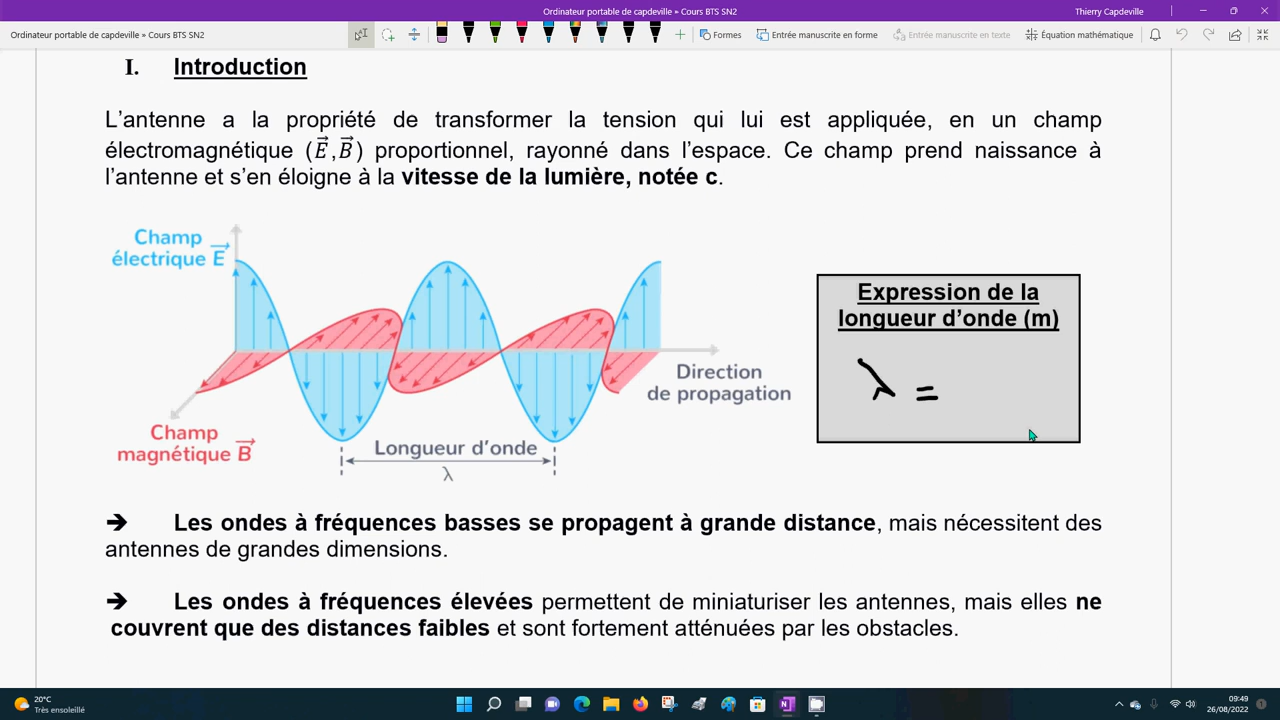 Ordinateur portable de capdeville » Cours BTS SN2
Thierry Capdeville
Ordinateur portable de capdeville » Cours BTS SN2
Formes
Entrée manuscrite en forme
Entrée manuscrite en texte
Équation mathématique
I. Introduction
L'antenne a la propriété de transformer la tension qui lui est appliquée, en un champ
électromagnétique (E⃗,B⃗) proportionnel, rayonné dans l'espace. Ce champ prend naissance à
l'antenne et s'en éloigne à la vitesse de la lumière, notée c.
Champ
électrique E⃗
Direction
de propagation
Champ
magnétique B⃗
Longueur d'onde
λ
Expression de la
longueur d'onde (m)
λ =
➔ Les ondes à fréquences basses se propagent à grande distance, mais nécessitent des
antennes de grandes dimensions.
➔ Les ondes à fréquences élevées permettent de miniaturiser les antennes, mais elles ne
couvrent que des distances faibles et sont fortement atténuées par les obstacles.
20°C
Très ensoleillé
09:49
26/08/2022